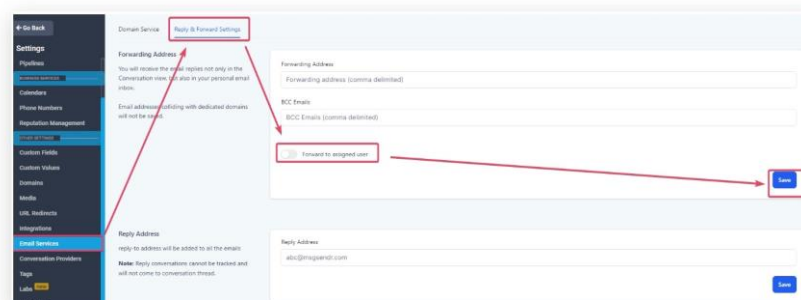 ← Go Back
Settings
Pipelines
BUSINESS SERVICES
Calendars
Phone Numbers
Reputation Management
OTHER SETTINGS
Custom Fields
Custom Values
Domains
Media
URL Redirects
Integrations
Email Services
Conversation Providers
Tags
Labs
Domain Service
Reply & Forward Settings
Forwarding Address
You will receive the email replies not only in the
Conversation view, but also in your personal email
inbox.
Email addresses colliding with dedicated domains
will not be saved.
Forwarding Address
Forwarding address (comma delimited)
BCC Emails
BCC Emails (comma delimited)
Forward to assigned user
Save
Reply Address
reply-to address will be added to all the emails
Note: Reply conversations cannot be tracked and
will not come to conversation thread.
Reply Address
abc@msgsendr.com
Save